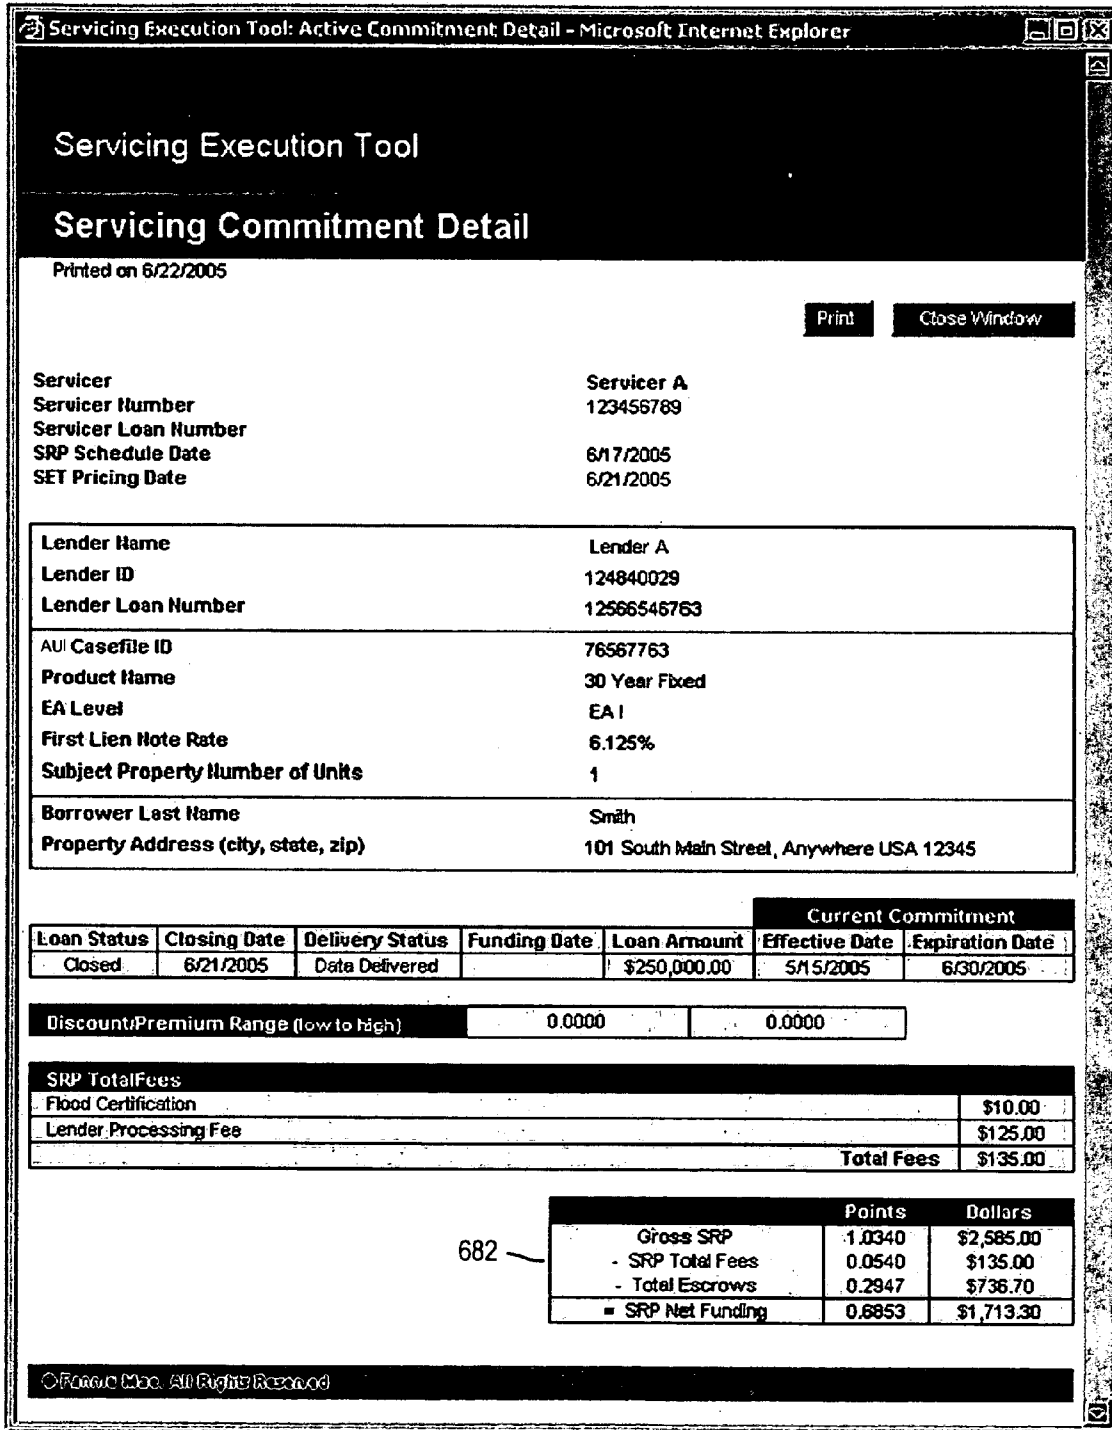 Servicing Execution Tool: Active Commitment Detail - Microsoft Internet Explorer
Servicing Execution Tool
Servicing Commitment Detail
Printed on 6/22/2005
Print Close Window
Servicer Servicer A
Servicer Number 123456789
Servicer Loan Number
SRP Schedule Date 6/17/2005
SET Pricing Date 6/21/2005
Lender Name Lender A
Lender ID 124840029
Lender Loan Number 12566546763
AUI Casefile ID 76567763
Product Name 30 Year Fixed
EA Level EA I
First Lien Note Rate 6.125%
Subject Property Number of Units 1
Borrower Last Name Smith
Property Address (city, state, zip) 101 South Main Street, Anywhere USA 12345
Current Commitment
Loan Status Closing Date Delivery Status Funding Date Loan Amount Effective Date Expiration Date
Closed 6/21/2005 Data Delivered $250,000.00 5/15/2005 6/30/2005
Discount/Premium Range (low to high) 0.0000 0.0000
SRP TotalFees
Flood Certification $10.00
Lender Processing Fee $125.00
Total Fees $135.00
Points Dollars
Gross SRP 1.0340 $2,585.00
682
- SRP Total Fees 0.0540 $135.00
- Total Escrows 0.2947 $736.70
= SRP Net Funding 0.6853 $1,713.30
© Fannie Mae. All Rights Reserved